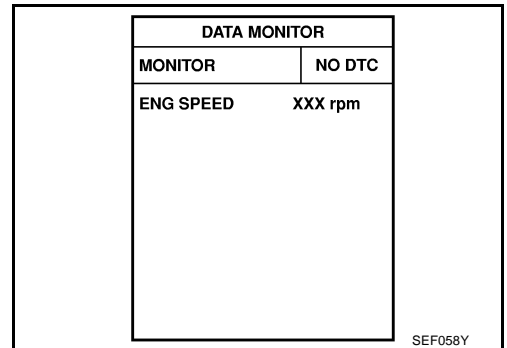 DATA MONITOR
MONITOR NO DTC
ENG SPEED XXX rpm
SEF058Y